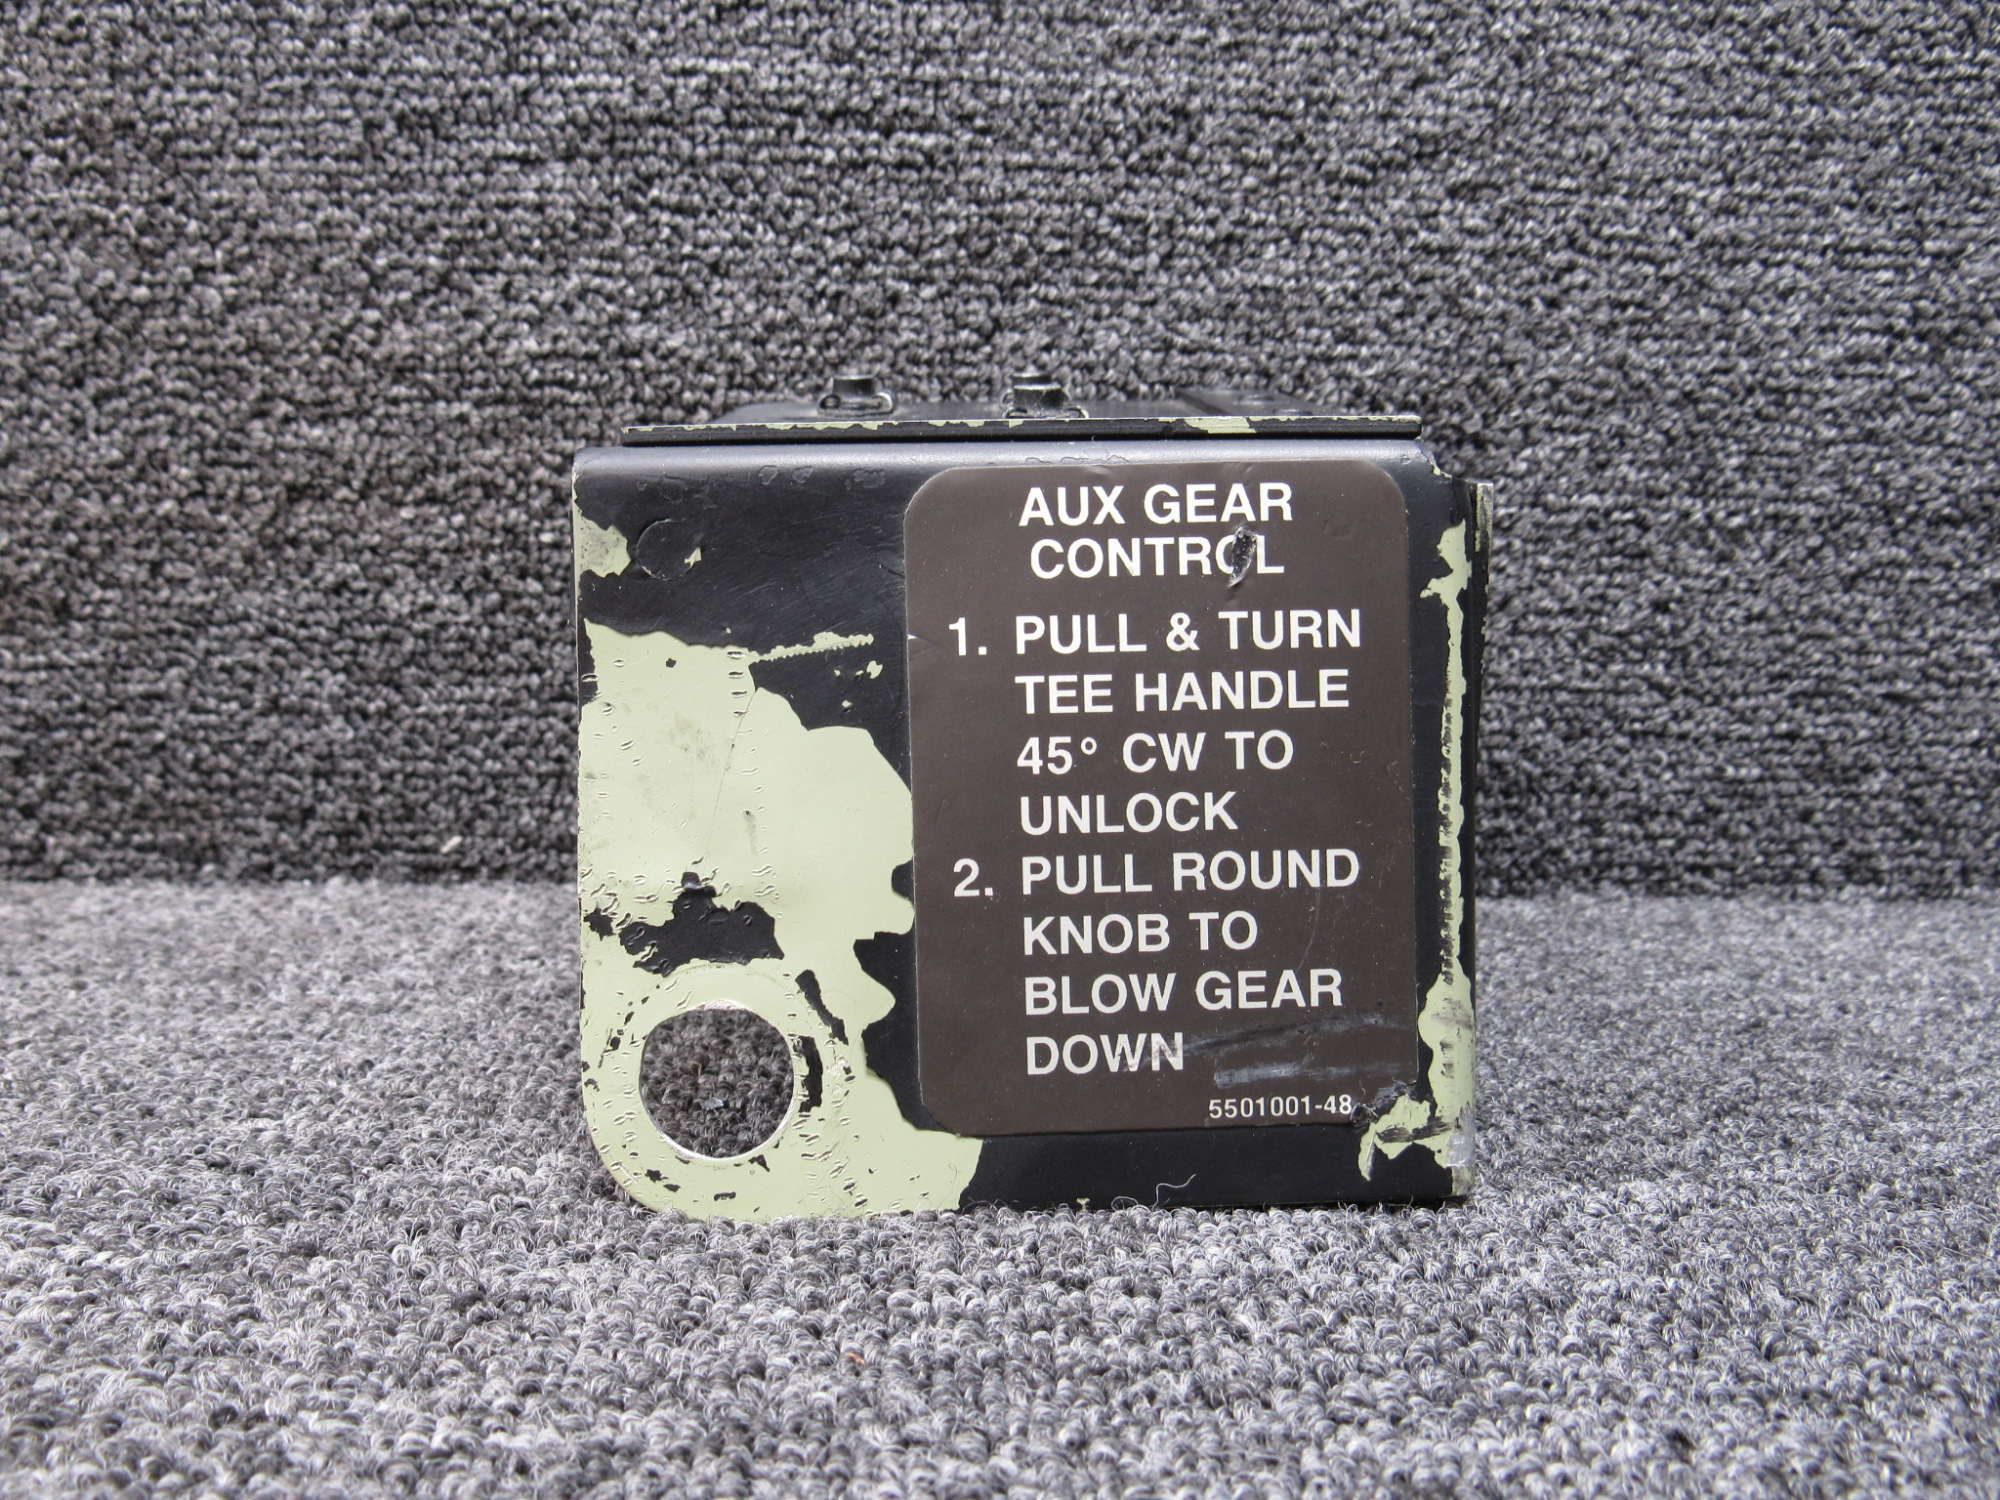 AUX GEAR
CONTROL
1. PULL & TURN
TEE HANDLE
45° CW TO
UNLOCK
2. PULL ROUND
KNOB TO
BLOW GEAR
DOWN
5501001-48